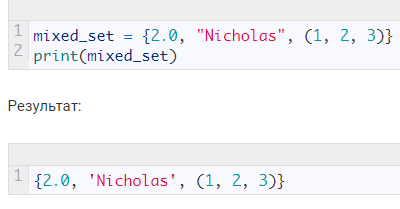 1 mixed_set = {2.0, "Nicholas", (1, 2, 3)}
2 print(mixed_set)
Результат:
1 {2.0, 'Nicholas', (1, 2, 3)}